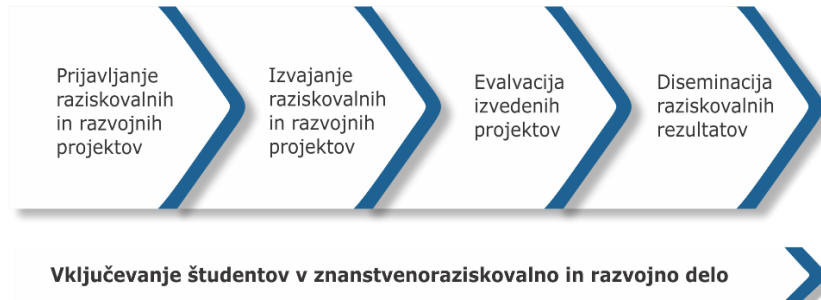 Prijavljanje
raziskovalnih
in razvojnih
projektov
Izvajanje
raziskovalnih
in razvojnih
projektov
Evalvacija
izvedenih
projektov
Diseminacija
raziskovalnih
rezultatov
Vključevanje študentov v znanstvenoraziskovalno in razvojno delo